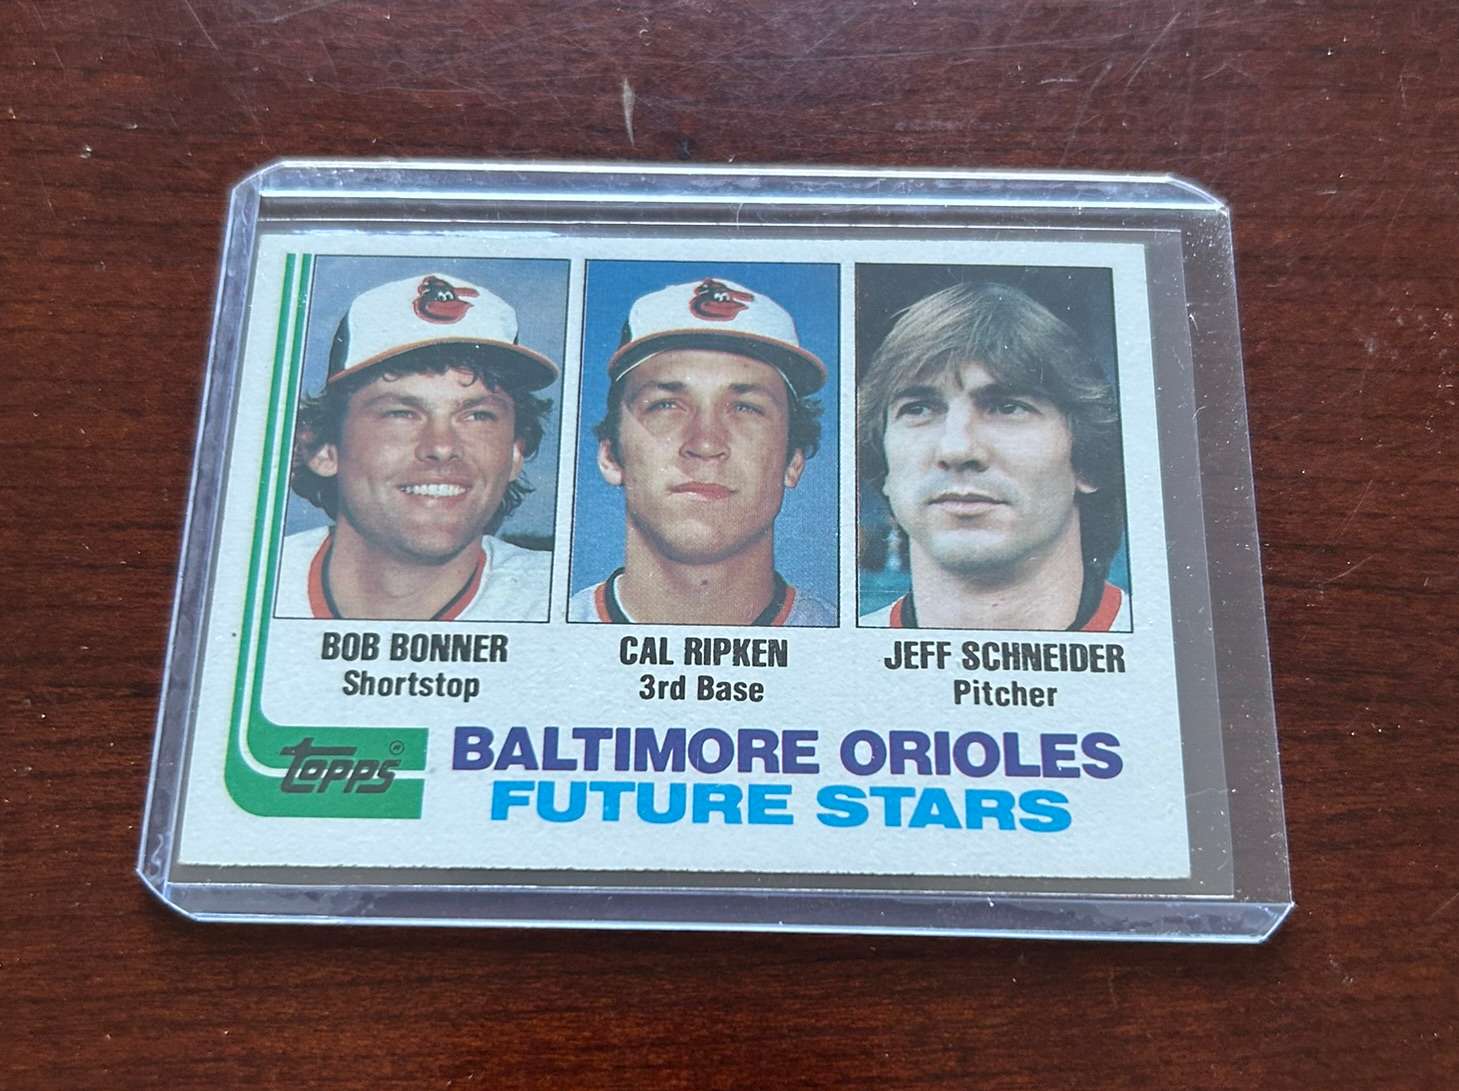 BOB BONNER
Shortstop
CAL RIPKEN
3rd Base
JEFF SCHNEIDER
Pitcher
Topps®
BALTIMORE ORIOLES
FUTURE STARS